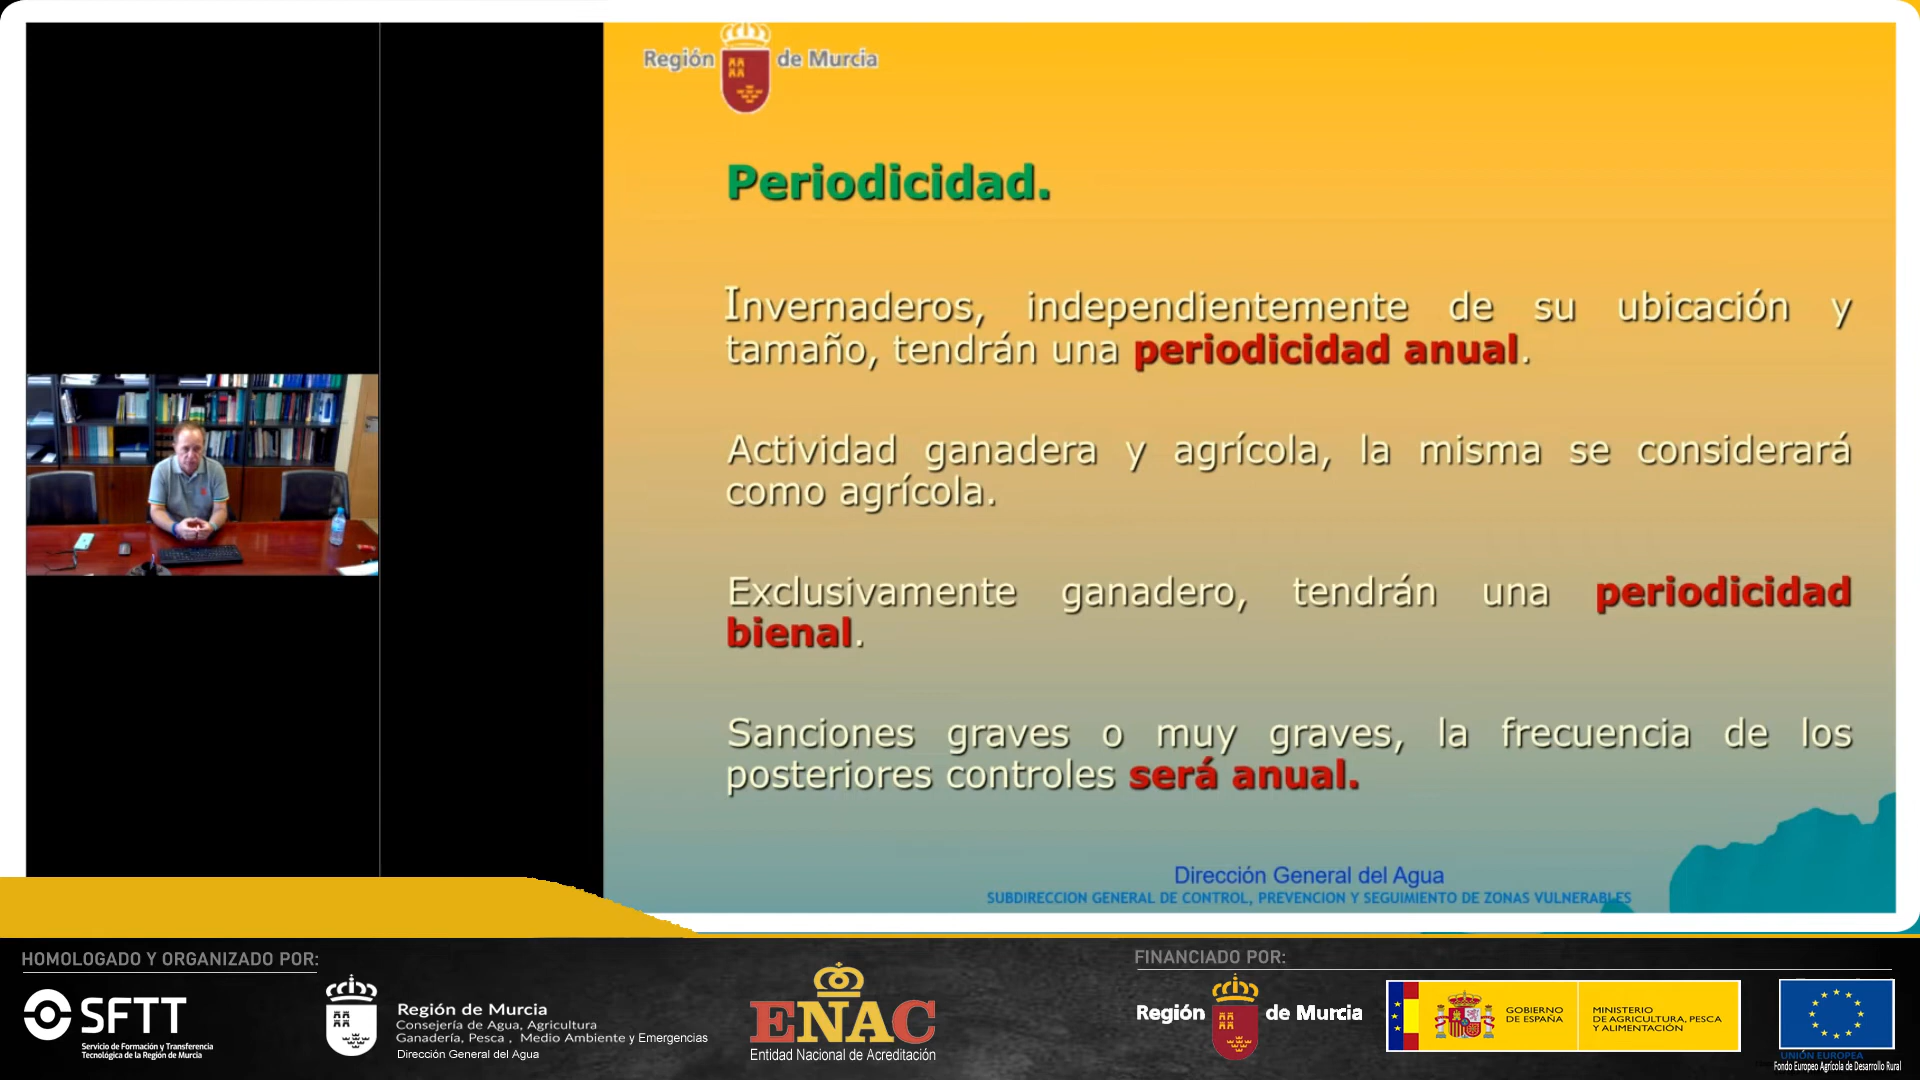 Región de Murcia
Periodicidad.
Invernaderos, independientemente de su ubicación y
tamaño, tendrán una periodicidad anual.
Actividad ganadera y agrícola, la misma se considerará
como agrícola.
Exclusivamente ganadero, tendrán una periodicidad
bienal.
Sanciones graves o muy graves, la frecuencia de los
posteriores controles será anual.
Dirección General del Agua
SUBDIRECCION GENERAL DE CONTROL, PREVENCION Y SEGUIMIENTO DE ZONAS VULNERABLES
HOMOLOGADO Y ORGANIZADO POR:
SFTT
Servicio de Formación y Transferencia
Tecnológica de la Región de Murcia
Región de Murcia
Consejería de Agua, Agricultura
Ganadería, Pesca , Medio Ambiente y Emergencias
Dirección General del Agua
ENAC
Entidad Nacional de Acreditación
FINANCIADO POR:
Región de Murcia
GOBIERNO
DE ESPAÑA
MINISTERIO
DE AGRICULTURA, PESCA
Y ALIMENTACIÓN
UNIÓN EUROPEA
Fondo Europeo Agrícola de Desarrollo Rural